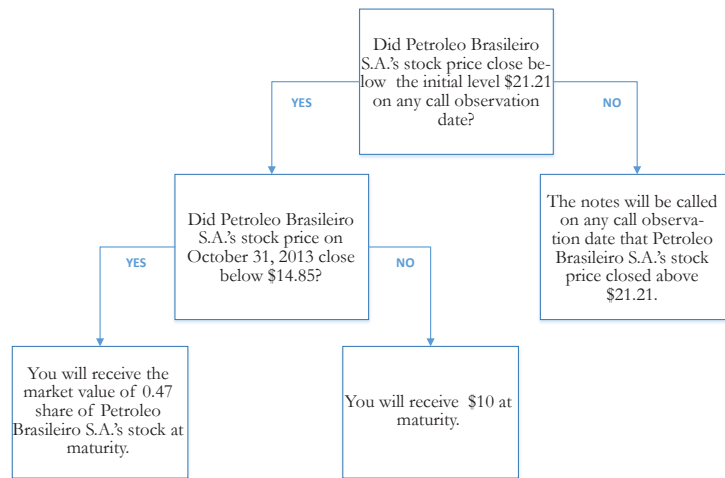 Did Petroleo Brasileiro
S.A.'s stock price close be-
low the initial level $21.21
on any call observation
date?
YES
NO
Did Petroleo Brasileiro
S.A.'s stock price on
October 31, 2013 close
below $14.85?
The notes will be called
on any call observa-
tion date that Petroleo
Brasileiro S.A.'s stock
price closed above
$21.21.
YES
NO
You will receive the
market value of 0.47
share of Petroleo
Brasileiro S.A.'s stock at
maturity.
You will receive $10 at
maturity.